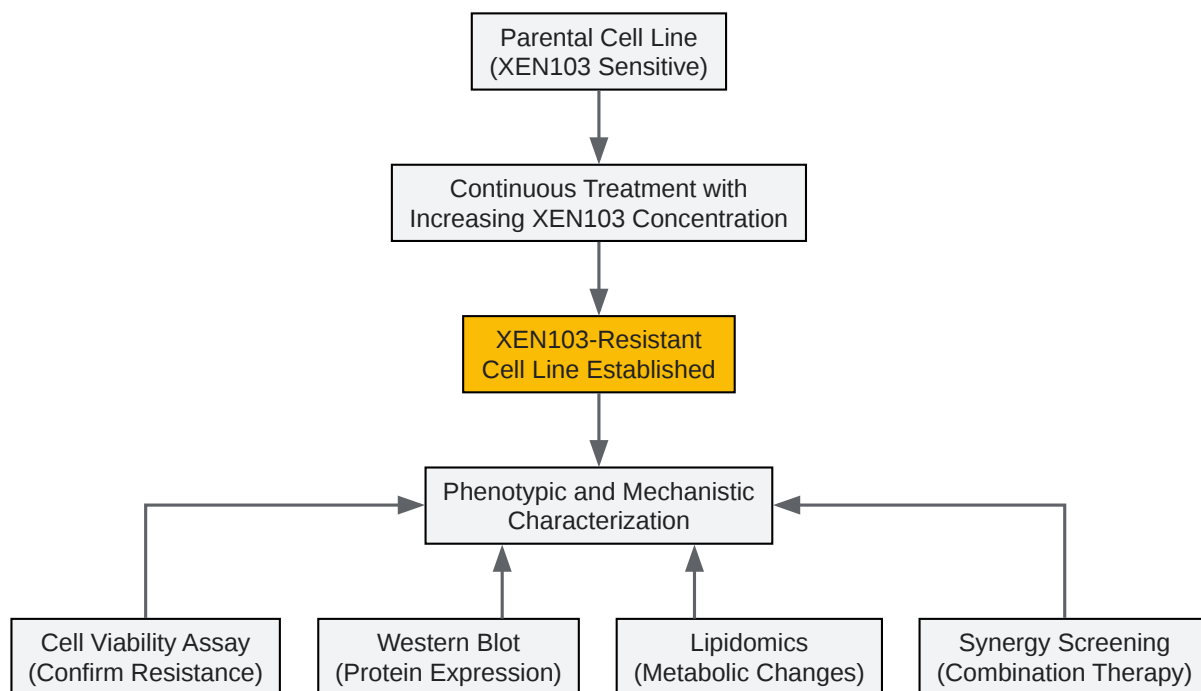 Parental Cell Line
(XEN103 Sensitive)
Continuous Treatment with
Increasing XEN103 Concentration
XEN103-Resistant
Cell Line Established
Phenotypic and Mechanistic
Characterization
Cell Viability Assay
(Confirm Resistance)
Western Blot
(Protein Expression)
Lipidomics
(Metabolic Changes)
Synergy Screening
(Combination Therapy)